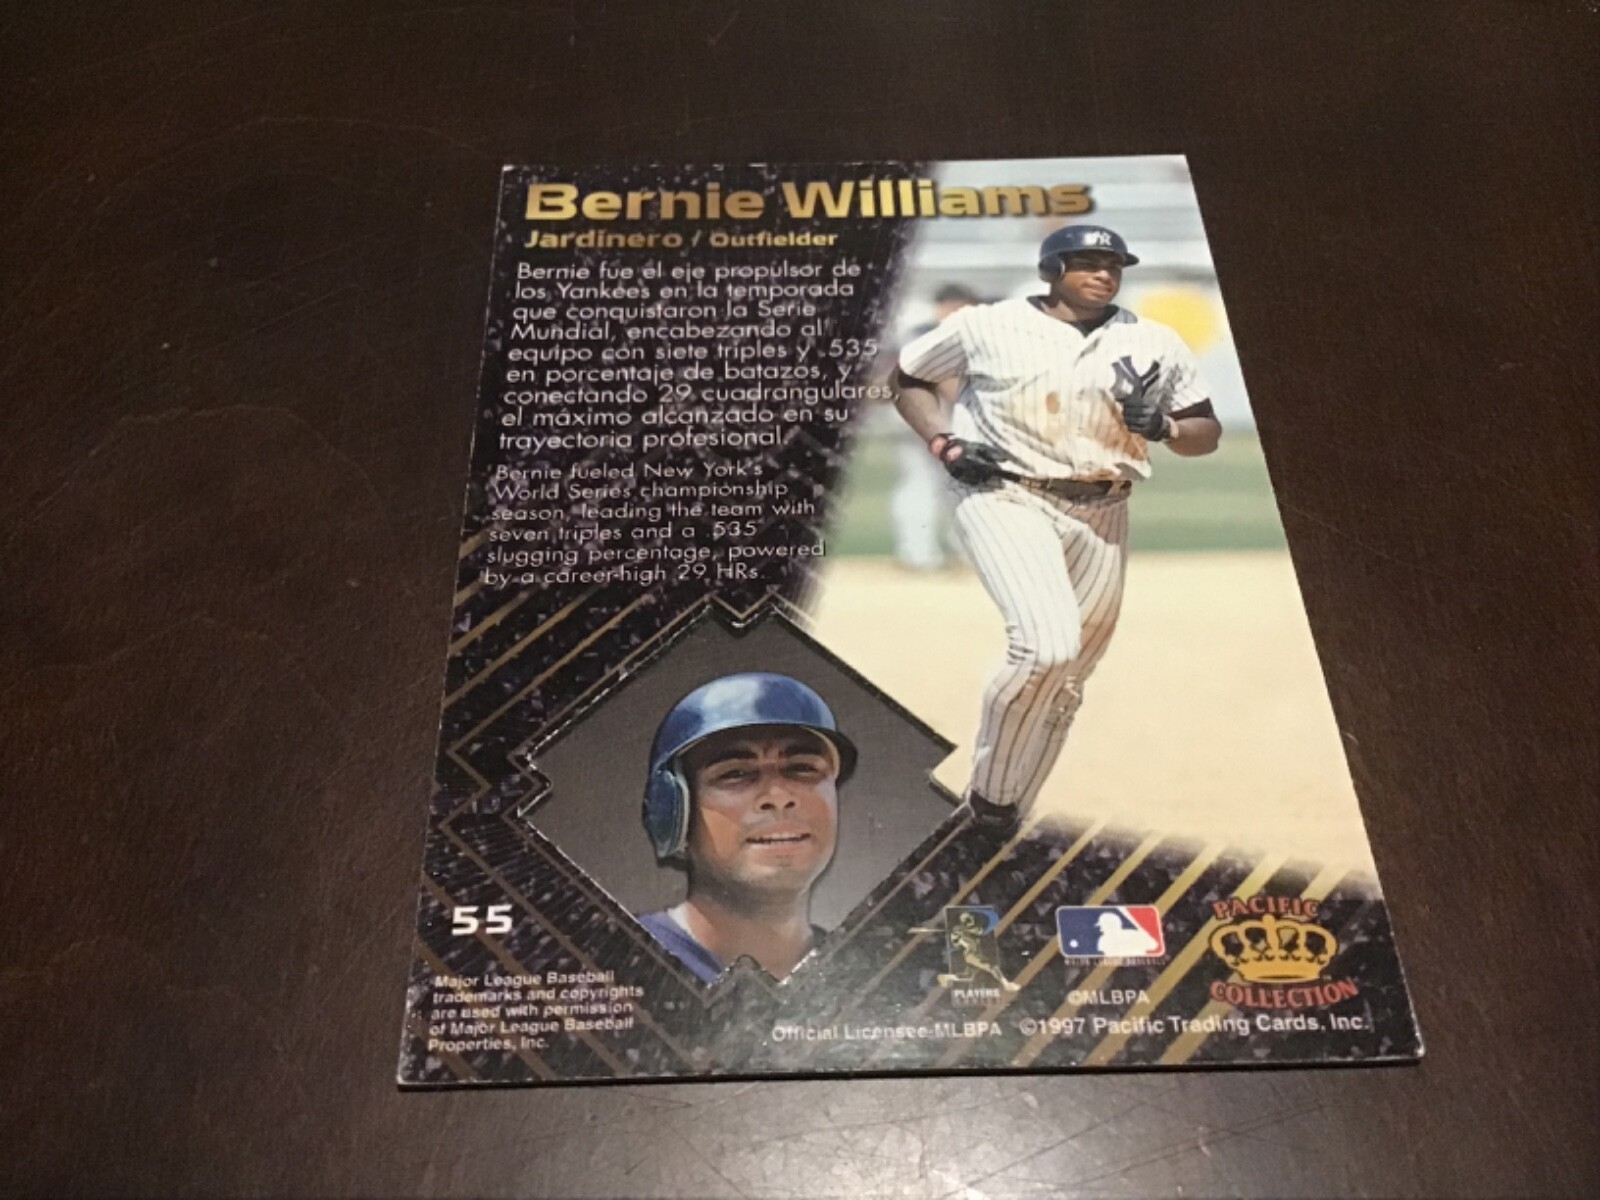 Bernie Williams
Jardinero / Outfielder
Bernie fue el eje propulsor de
los Yankees en la temporada
que conquistaron la Serie
Mundial, encabezando al
equipo con siete triples y .535
en porcentaje de batazos, y
conectando 29 cuadrangulares,
el máximo alcanzado en su
trayectoria profesional.
Bernie fueled New York's
World Series championship
season, leading the team with
seven triples and a .535
slugging percentage, powered
by a career-high 29 HRs.
55
Major League Baseball
trademarks and copyrights
are used with permission
of Major League Baseball
Properties, Inc.
PLAYERS
©MLBPA
PACIFIC
COLLECTION
Official Licensee-MLBPA ©1997 Pacific Trading Cards, Inc.